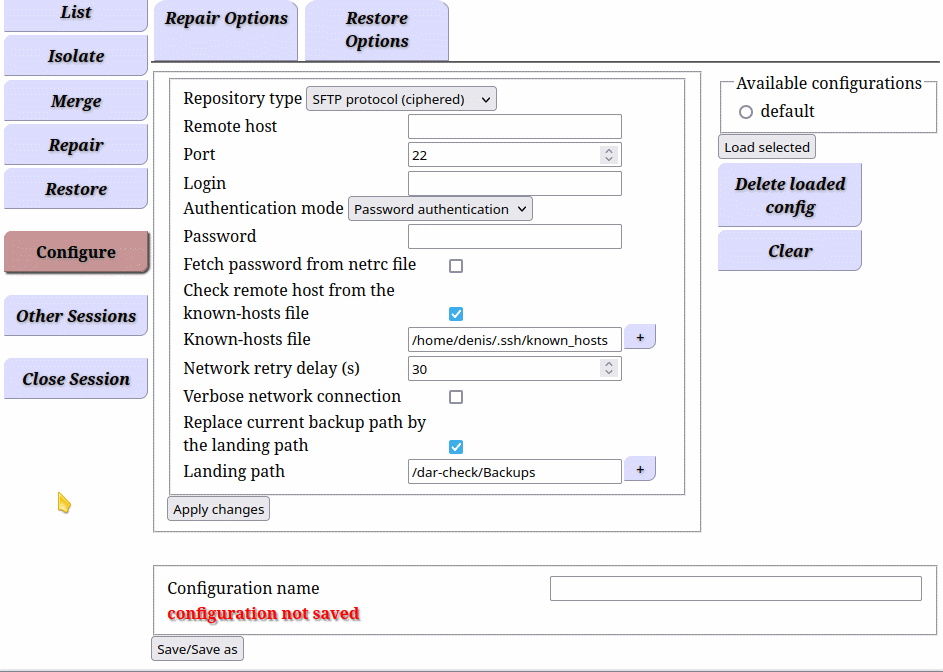 List
Isolate
Merge
Repair
Restore
Configure
Other Sessions
Close Session
Repair Options
Restore
Options
Repository type SFTP protocol (ciphered)
Remote host
Port 22
Login
Authentication mode Password authentication
Password
Fetch password from netrc file
Check remote host from the
known-hosts file
Known-hosts file /home/denis/.ssh/known_hosts +
Network retry delay (s) 30
Verbose network connection
Replace current backup path by
the landing path
Landing path /dar-check/Backups +
Apply changes
Available configurations
default
Load selected
Delete loaded
config
Clear
Configuration name
configuration not saved
Save/Save as